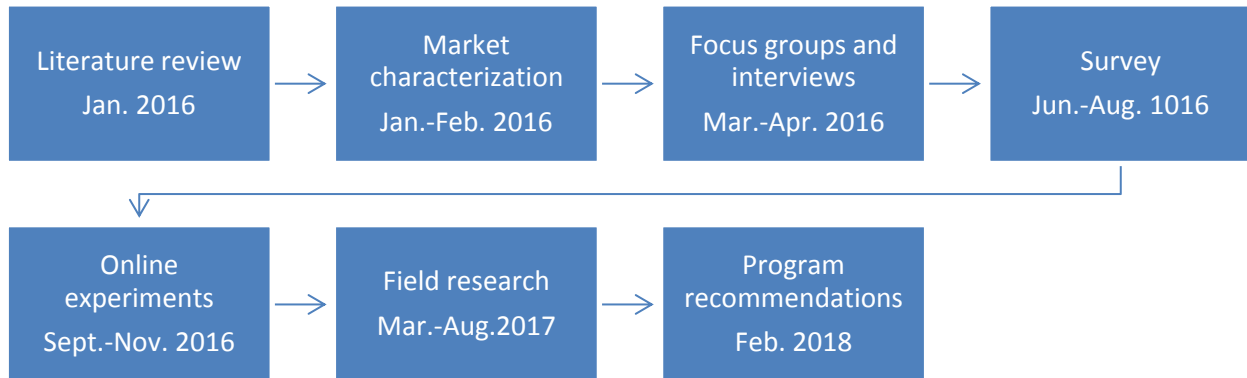 Literature review
Jan. 2016
Market
characterization
Jan.-Feb. 2016
Focus groups and
interviews
Mar.-Apr. 2016
Survey
Jun.-Aug. 1016
Online
experiments
Sept.-Nov. 2016
Field research
Mar.-Aug.2017
Program
recommendations
Feb. 2018